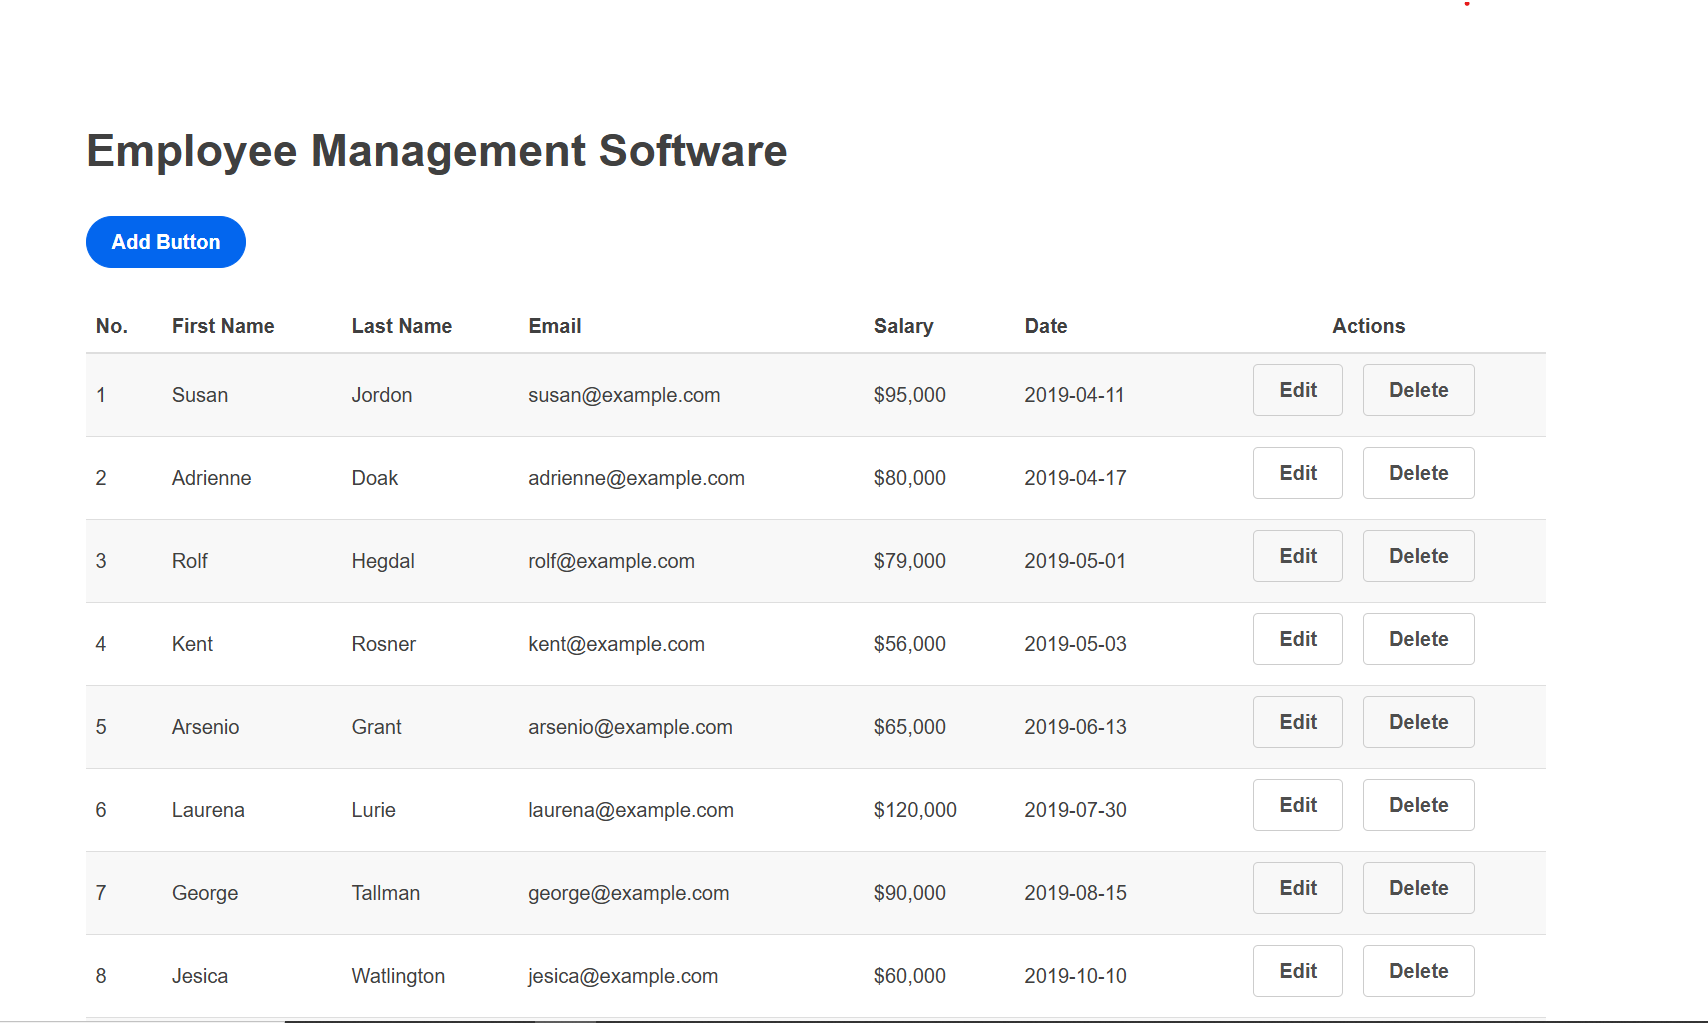 Employee Management Software
Add Button
No. First Name Last Name Email Salary Date Actions
1 Susan Jordon susan@example.com $95,000 2019-04-11 Edit Delete
2 Adrienne Doak adrienne@example.com $80,000 2019-04-17 Edit Delete
3 Rolf Hegdal rolf@example.com $79,000 2019-05-01 Edit Delete
4 Kent Rosner kent@example.com $56,000 2019-05-03 Edit Delete
5 Arsenio Grant arsenio@example.com $65,000 2019-06-13 Edit Delete
6 Laurena Lurie laurena@example.com $120,000 2019-07-30 Edit Delete
7 George Tallman george@example.com $90,000 2019-08-15 Edit Delete
8 Jesica Watlington jesica@example.com $60,000 2019-10-10 Edit Delete